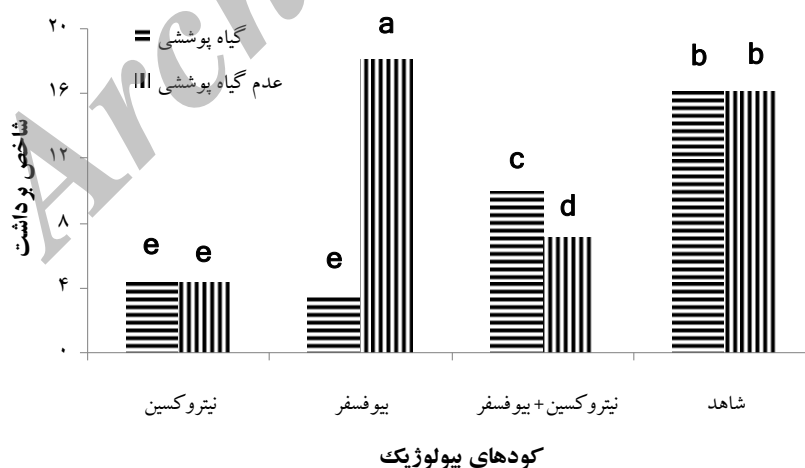 ۲۰
۱۶
۱۲
۸
۴
۰
شاخص برداشت
گیاه پوششی
عدم گیاه پوششی
e e e a c d b b
نیتروکسین بیوفسفر نیتروکسین+بیوفسفر شاهد
کودهای بیولوژیک
Arch